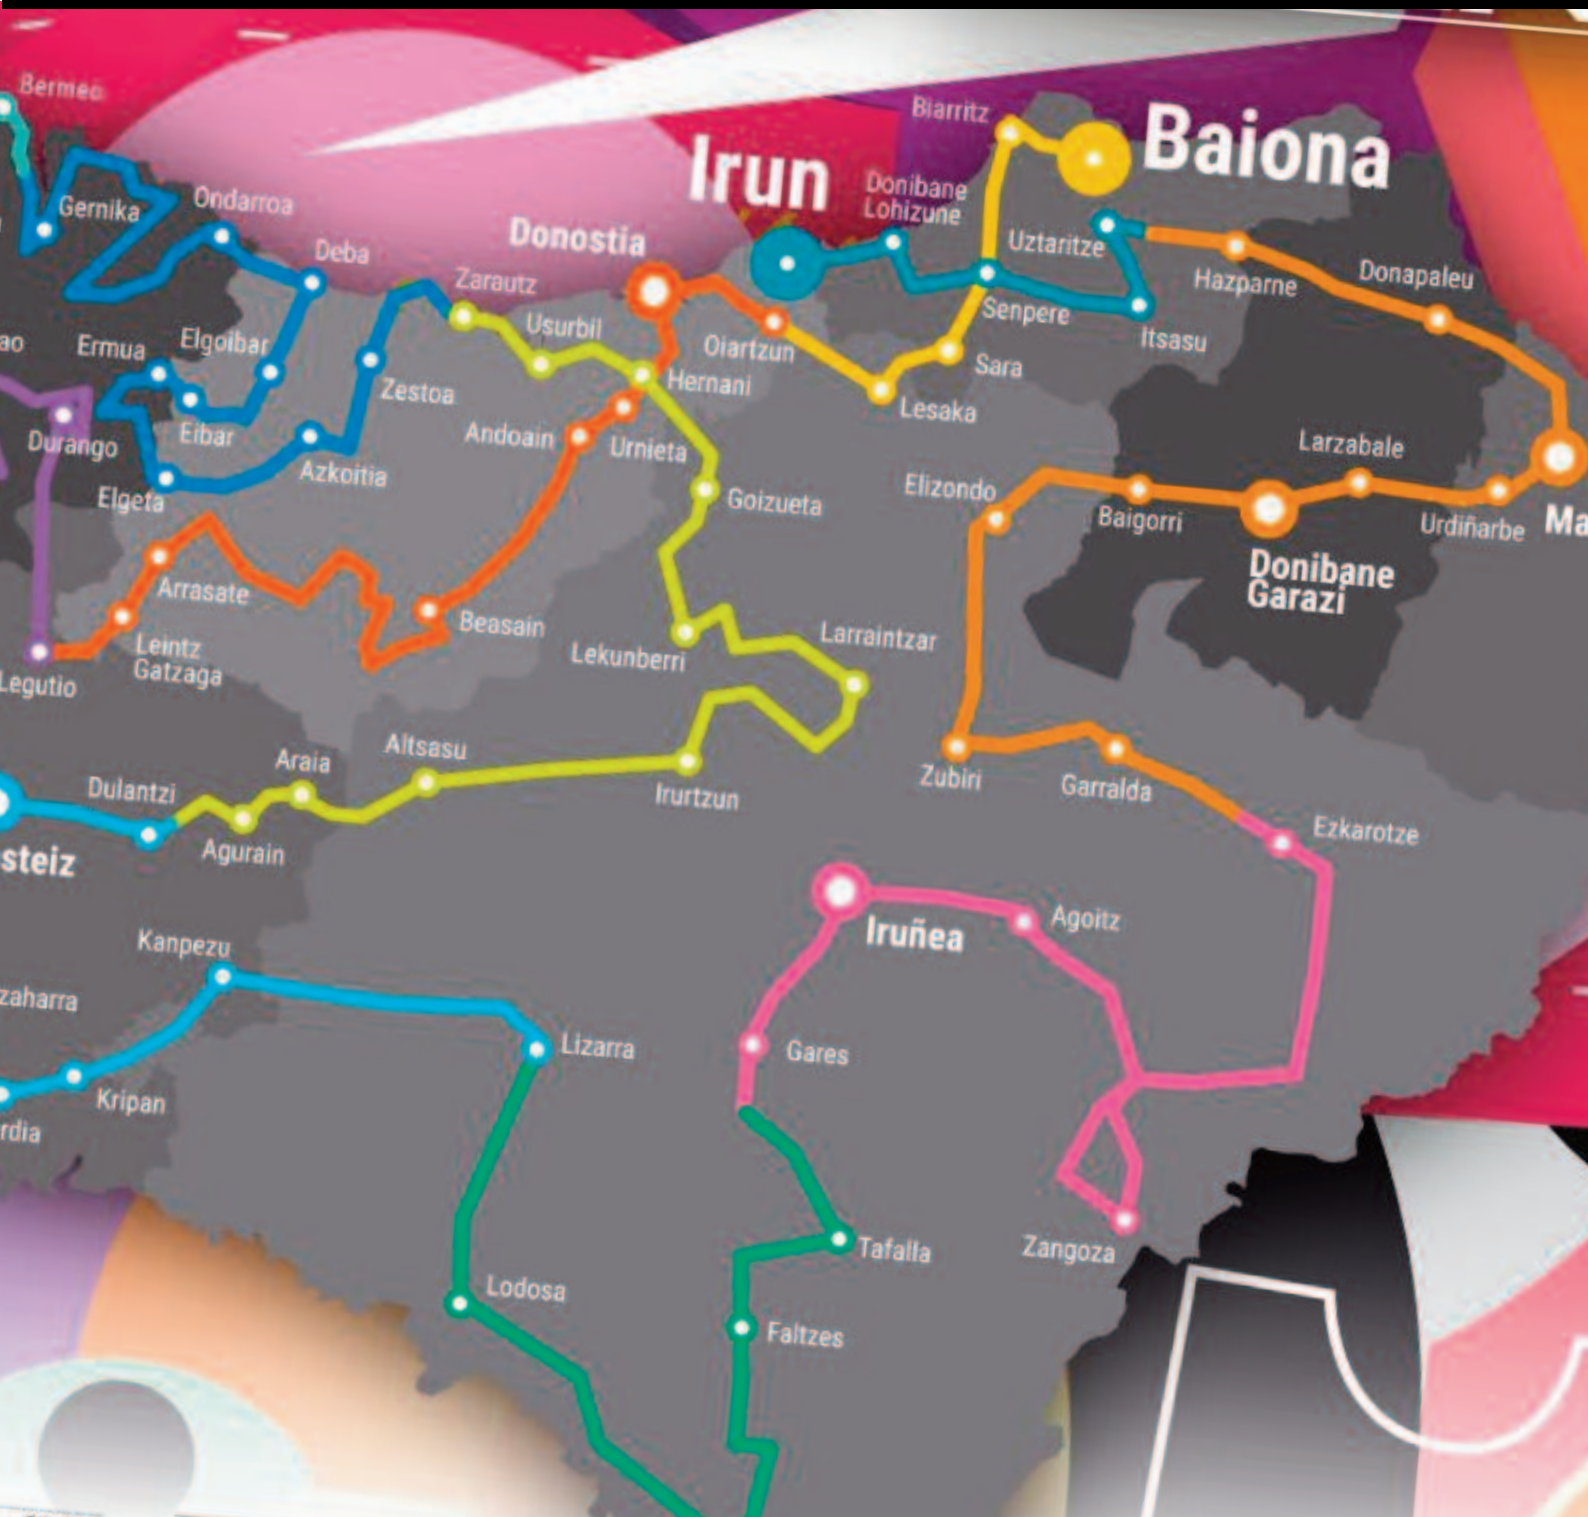 Bermeo
Biarritz
Baiona
Irun
Donibane
Lohizune
Gernika
Ondarroa
Donostia
Uztaritze
Deba
Hazparne
Donapaleu
Zarautz
Usurbil
Senpere
Itsasu
Ermua
Elgoibar
Oiartzun
Sara
Hernani
Zestoa
Lesaka
Durango
Eibar
Andoain
Urnieta
Larzabale
Azkoitia
Elgeta
Goizueta
Elizondo
Baigorri
Urdiñarbe
Donibane
Garazi
Arrasate
Beasain
Larraintzar
Leintz
Gatzaga
Lekunberri
Legutio
Altsasu
Araia
Dulantzi
Irurtzun
Zubiri
Garralda
Ezkarotze
Agurain
Agoitz
Iruñea
Kanpezu
Lizarra
Gares
Kripan
Tafalla
Zangoza
Lodosa
Faltzes